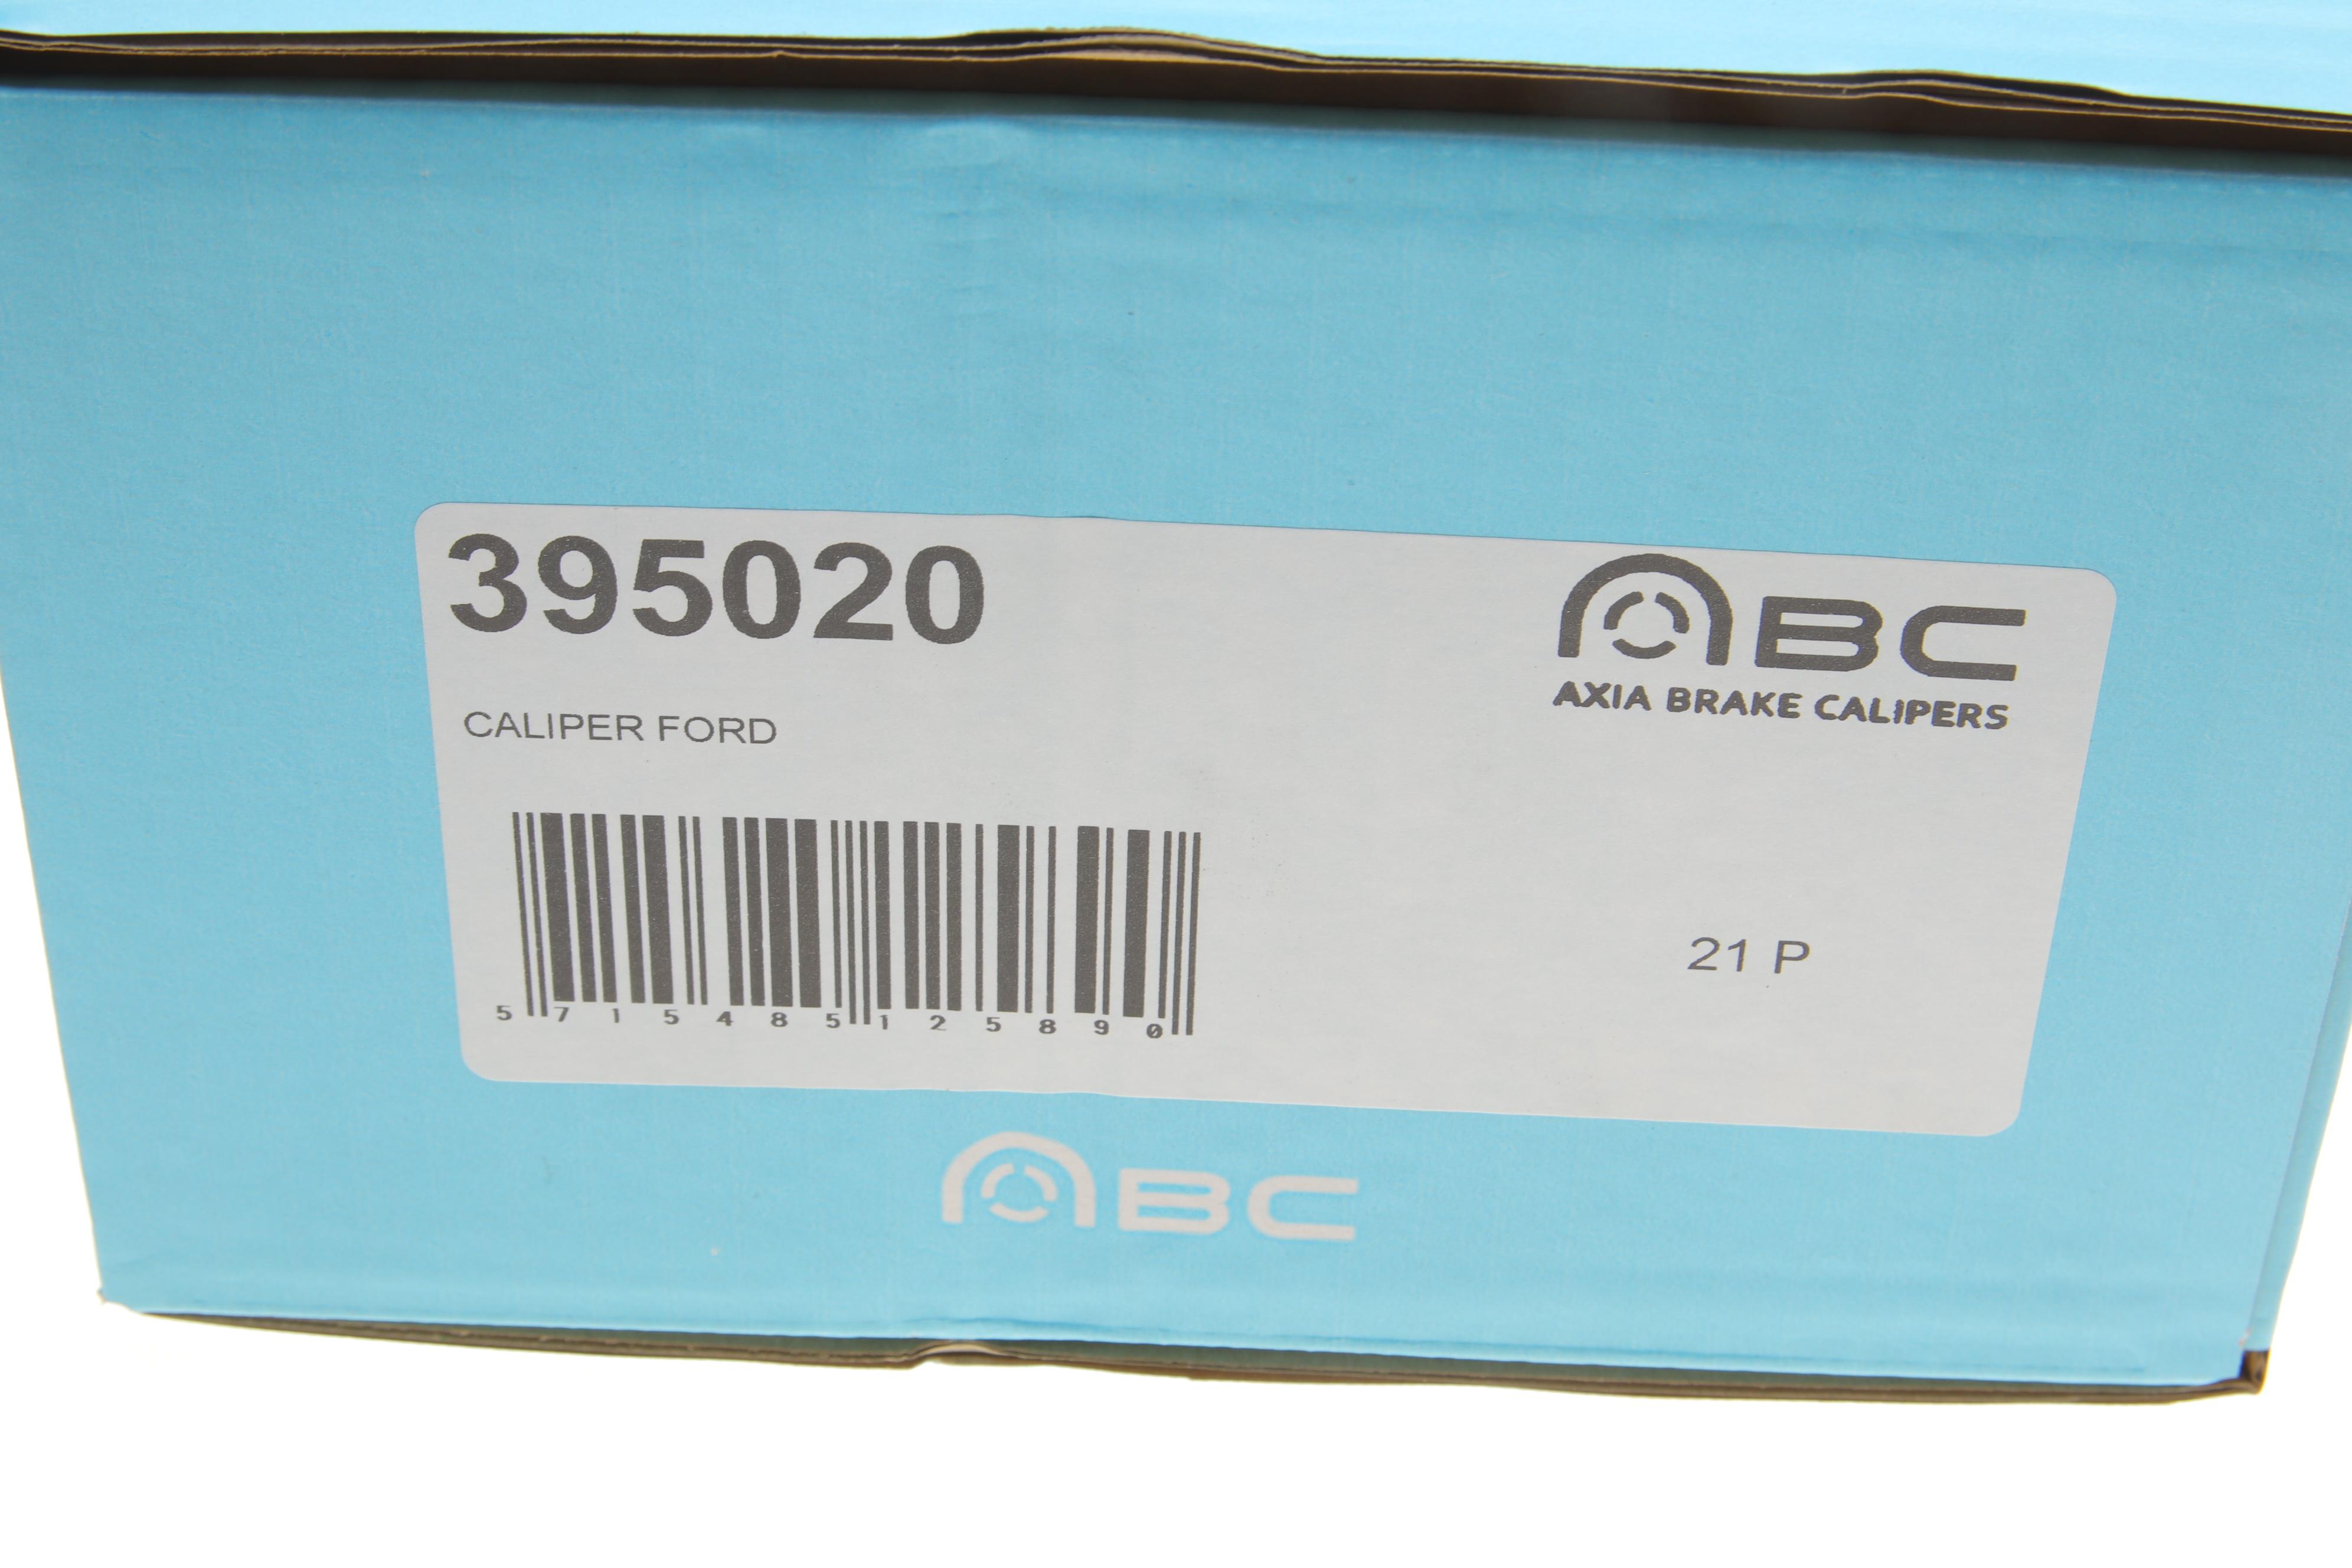 395020
ABC
AXIA BRAKE CALIPERS
CALIPER FORD
21 P
5 715485 125890
ABC